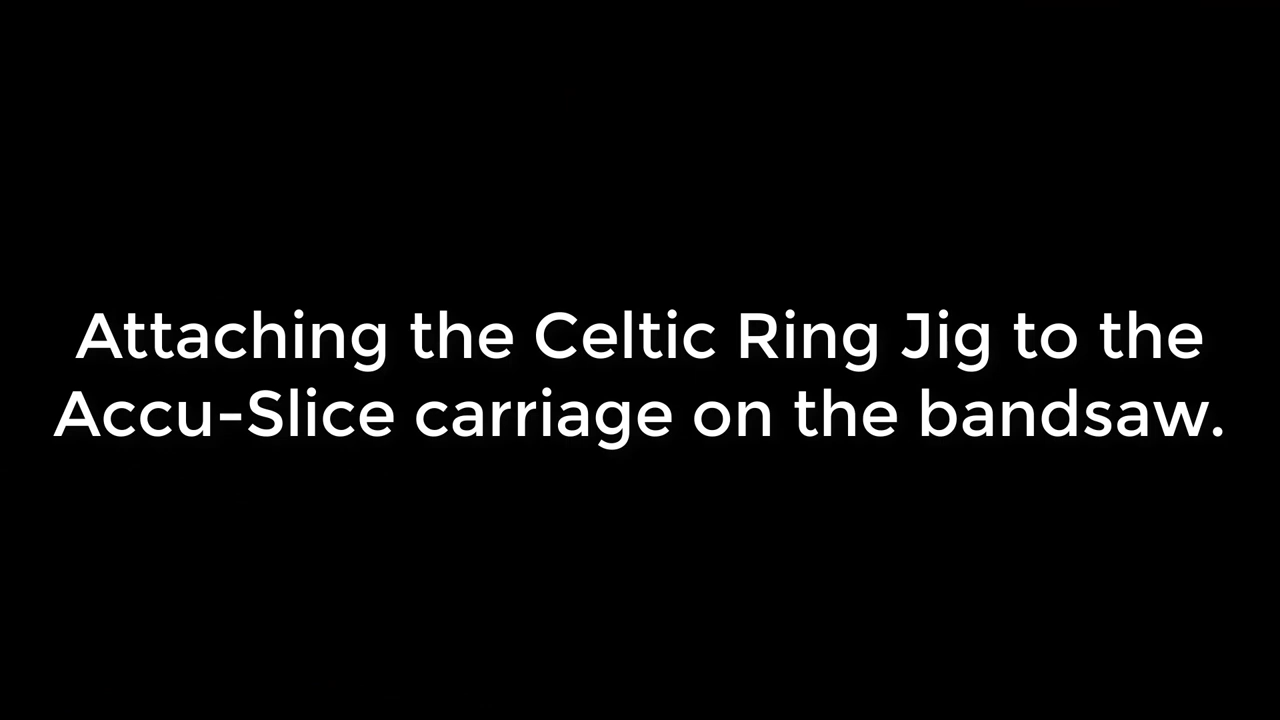 Attaching the Celtic Ring Jig to the
Accu-Slice carriage on the bandsaw.